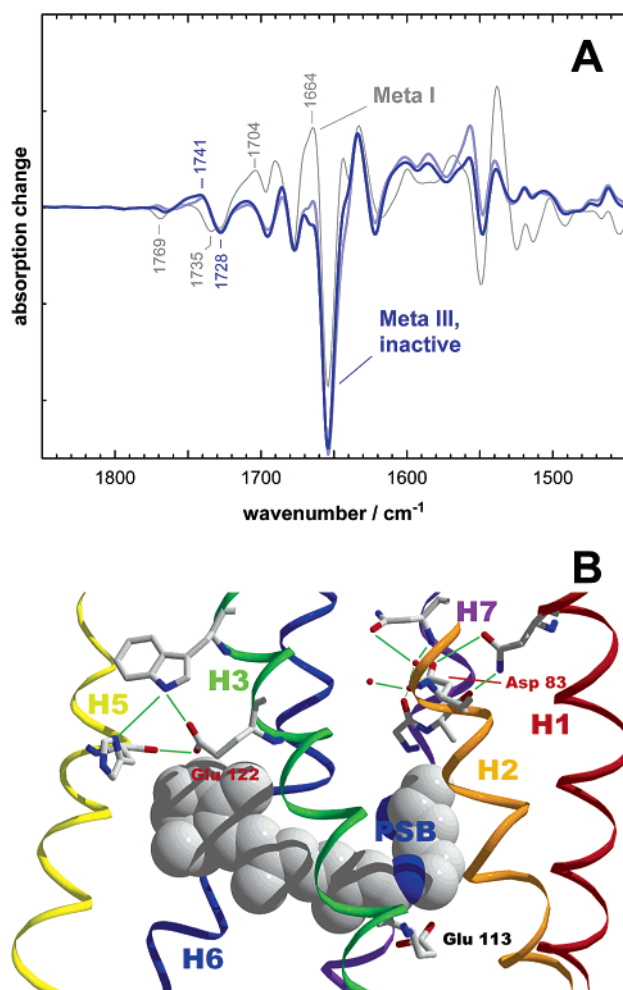 A
1664
Meta I
1704
1741
1769
1735
1728
Meta III,
inactive
absorption change
1800 1700 1600 1500
wavenumber / cm-1
B
H7
H3
H5
Asp 83
H1
Glu 122
H2
PSB
H6
Glu 113